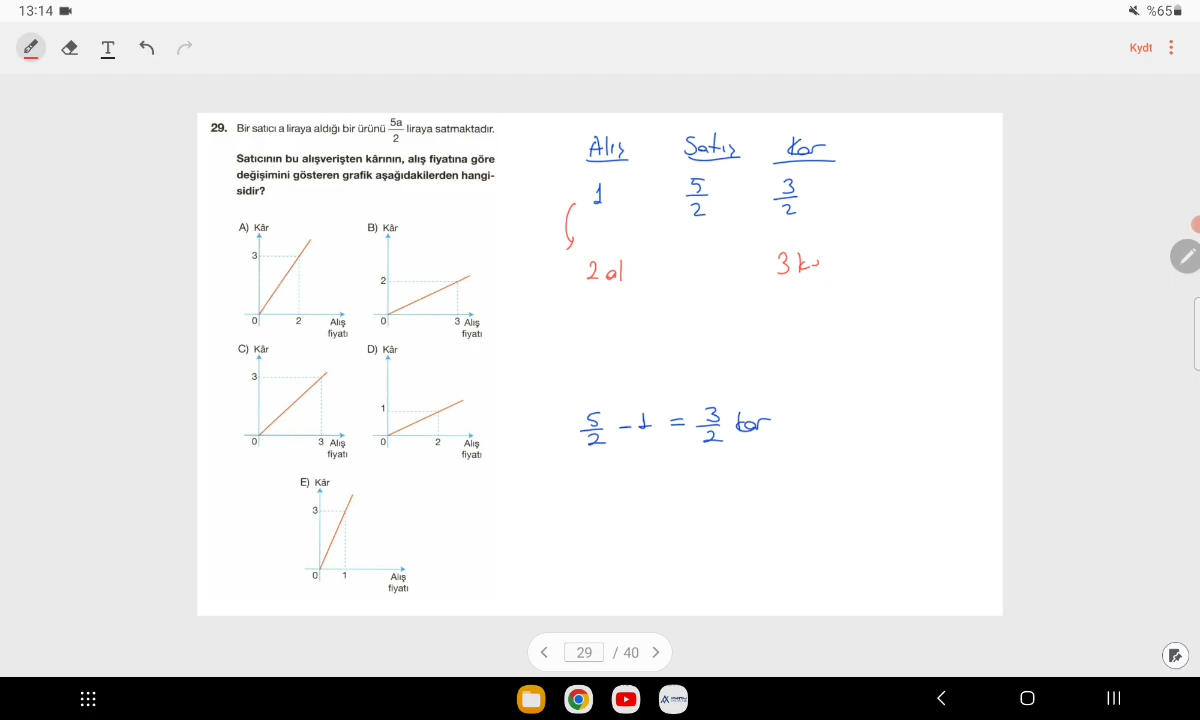 13:14
%65
T
Kydt
29. Bir satıcı a liraya aldığı bir ürünü 5a/2 liraya satmaktadır.
Satıcının bu alışverişten kârının, alış fiyatına göre
değişimini gösteren grafik aşağıdakilerden hangi-
sidir?
A) Kâr
3
0
2
Alış
fiyatı
B) Kâr
2
0
3
Alış
fiyatı
C) Kâr
3
0
3
Alış
fiyatı
D) Kâr
1
0
2
Alış
fiyatı
E) Kâr
3
0
1
Alış
fiyatı
Alış Satış Kar
1 5/2 3/2
2 al 3 k
5/2 - 1 = 3/2 kar
29 / 40